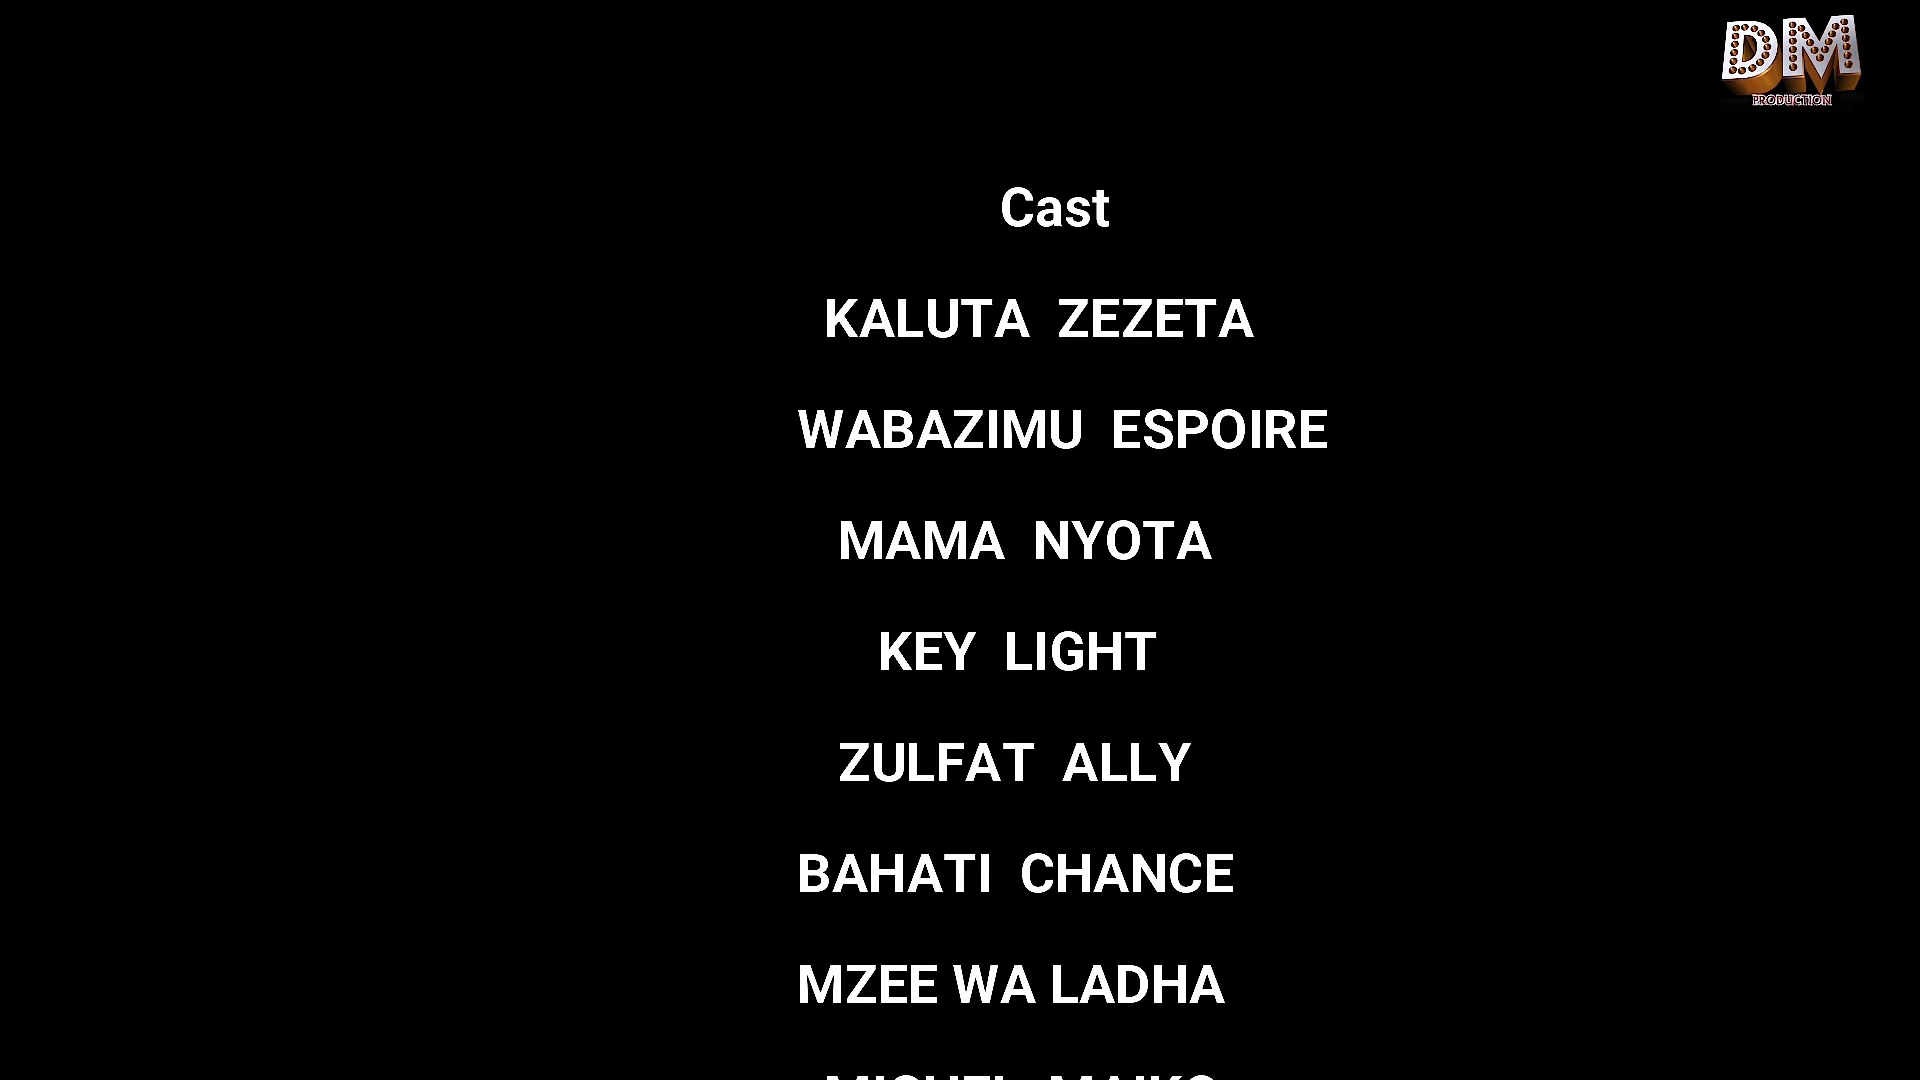 DM
PRODUCTION
Cast
KALUTA ZEZETA
WABAZIMU ESPOIRE
MAMA NYOTA
KEY LIGHT
ZULFAT ALLY
BAHATI CHANCE
MZEE WA LADHA